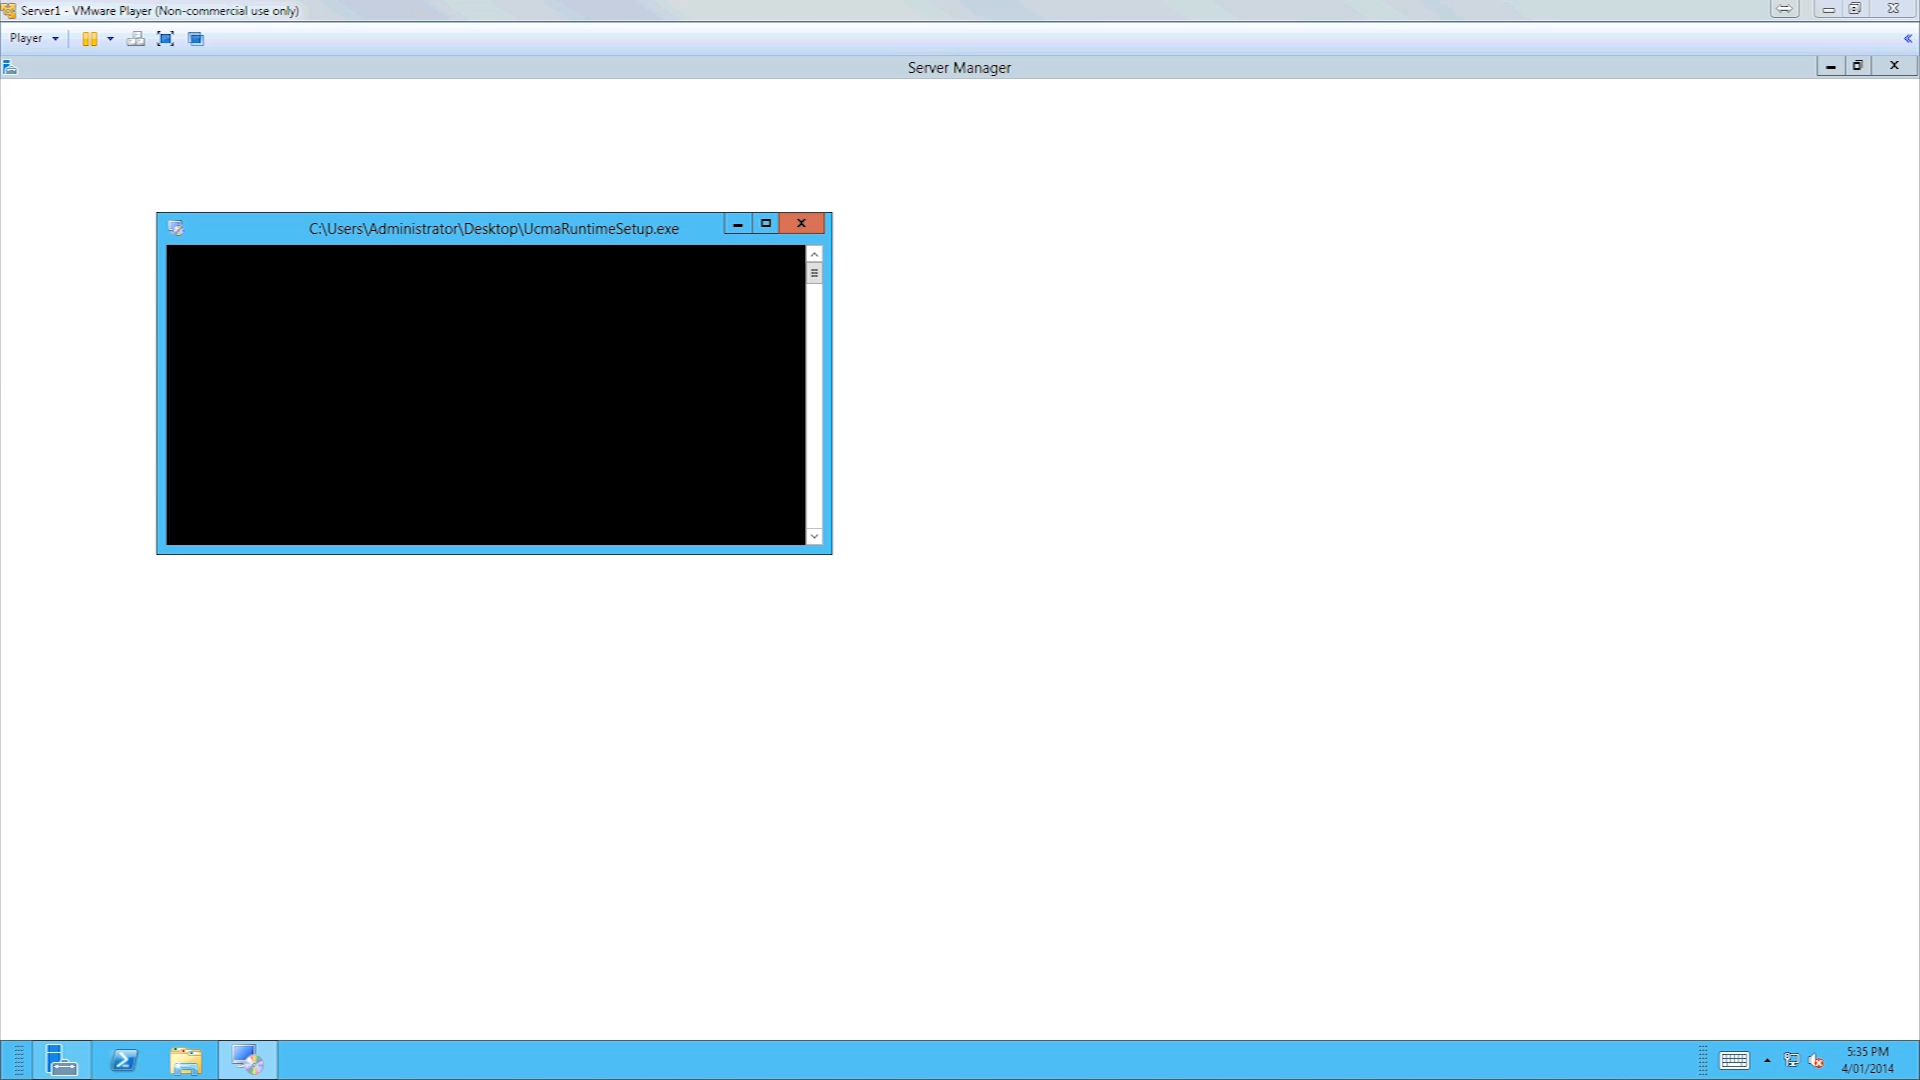 Server1 - VMware Player (Non-commercial use only)
Player
Server Manager
C:\Users\Administrator\Desktop\UcmaRuntimeSetup.exe
5:35 PM
4/01/2014